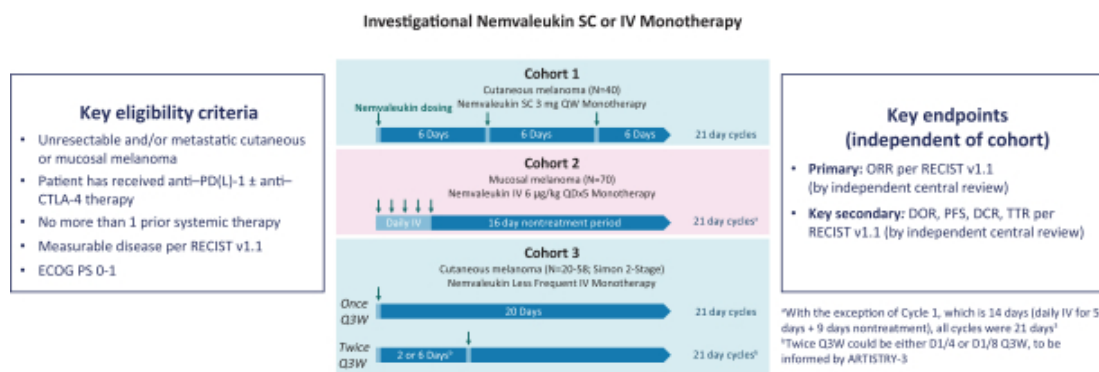 Investigational Nemvaleukin SC or IV Monotherapy
Key eligibility criteria
• Unresectable and/or metastatic cutaneous
or mucosal melanoma
• Patient has received anti–PD(L)-1 ± anti–
CTLA-4 therapy
• No more than 1 prior systemic therapy
• Measurable disease per RECIST v1.1
• ECOG PS 0-1
Cohort 1
Cutaneous melanoma (N=40)
Nemvaleukin SC 3 mg QW Monotherapy
Nemvaleukin dosing
6 Days 6 Days 6 Days 21 day cycles
Cohort 2
Mucosal melanoma (N=70)
Nemvaleukin IV 6 µg/kg QDx5 Monotherapy
Daily IV 16 day nontreatment period 21 day cyclesᵃ
Cohort 3
Cutaneous melanoma (N=20-58; Simon 2-Stage)
Nemvaleukin Less Frequent IV Monotherapy
Once
Q3W
20 Days 21 day cycles
Twice
Q3W
2 or 6 Daysᵇ 21 day cyclesᵇ
Key endpoints
(independent of cohort)
• Primary: ORR per RECIST v1.1
(by independent central review)
• Key secondary: DOR, PFS, DCR, TTR per
RECIST v1.1 (by independent central review)
ᵃWith the exception of Cycle 1, which is 14 days (daily IV for 5
days + 9 days nontreatment), all cycles were 21 days¹
ᵇTwice Q3W could be either D1/4 or D1/8 Q3W, to be
informed by ARTISTRY-3